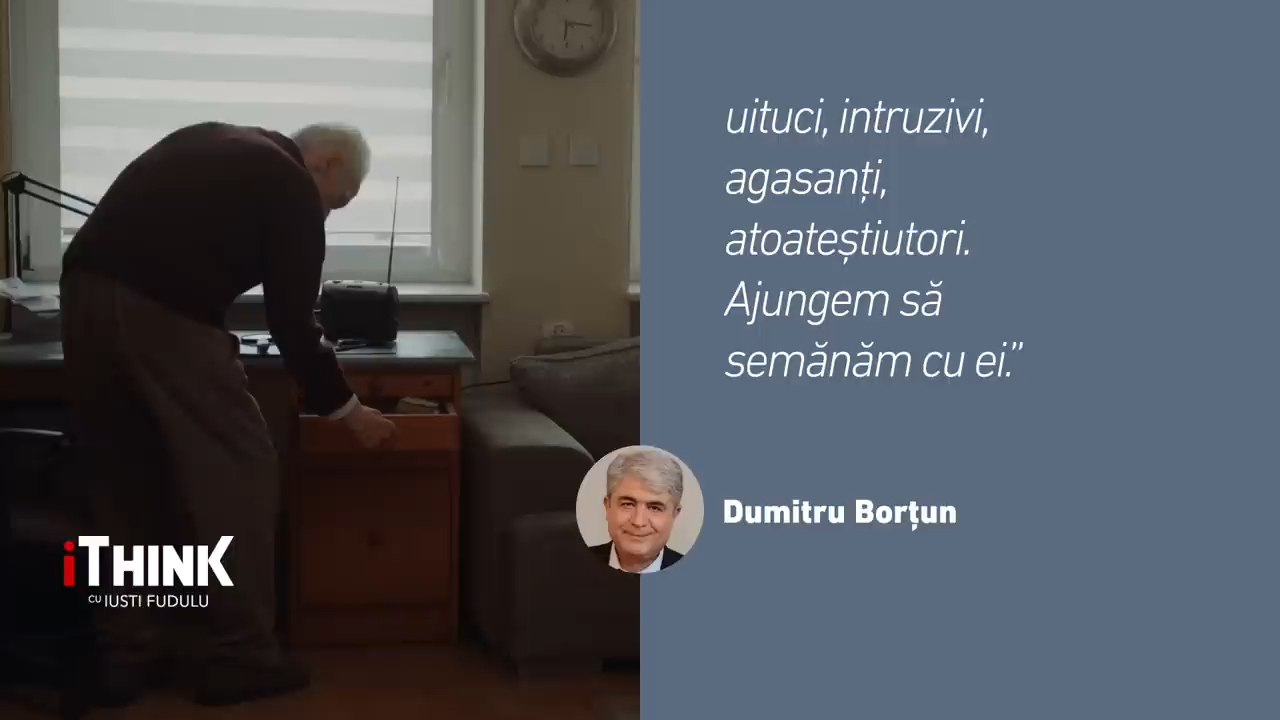 uituci, intruzivi,
agasanți,
atoateștiutori.
Ajungem să
semănăm cu ei.”
Dumitru Borțun
iTHINK
CU IUSTI FUDULU